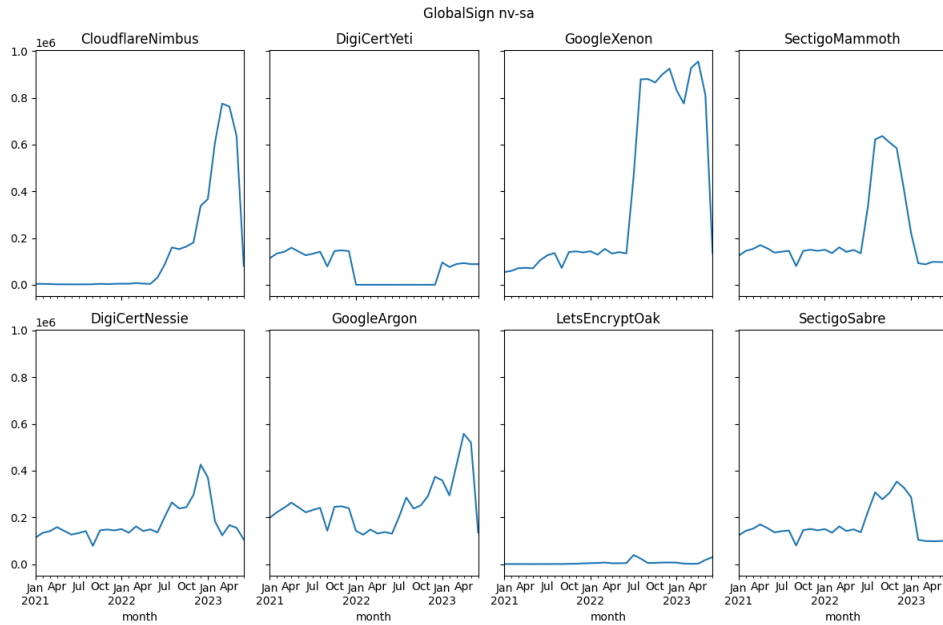 GlobalSign nv-sa
CloudflareNimbus
DigiCertYeti
GoogleXenon
SectigoMammoth
1e6
1.0
0.8
0.6
0.4
0.2
0.0
DigiCertNessie
GoogleArgon
LetsEncryptOak
SectigoSabre
1e6
1.0
0.8
0.6
0.4
0.2
0.0
Jan Apr Jul Oct Jan Apr Jul Oct Jan Apr
2021 2022 2023
month
Jan Apr Jul Oct Jan Apr Jul Oct Jan Apr
2021 2022 2023
month
Jan Apr Jul Oct Jan Apr Jul Oct Jan Apr
2021 2022 2023
month
Jan Apr Jul Oct Jan Apr Jul Oct Jan Apr
2021 2022 2023
month